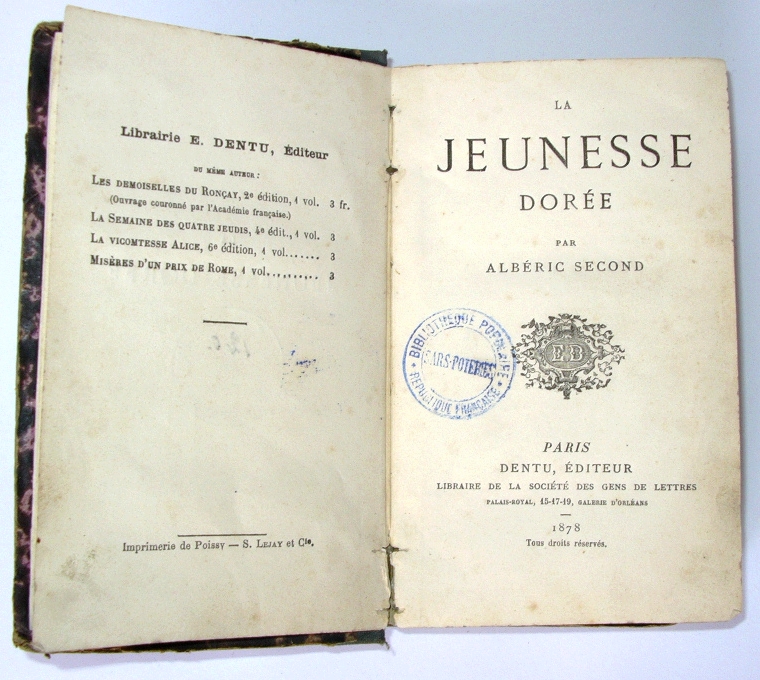 Librairie E. DENTU, Éditeur
DU MÊME AUTEUR :
LES DEMOISELLES DU RONÇAY, 2e édition, 1 vol. 3 fr.
(Ouvrage couronné par l'Académie française.)
LA SEMAINE DES QUATRE JEUDIS, 4e édit., 1 vol. 3
LA VICOMTESSE ALICE, 6e édition, 1 vol....... 3
MISÈRES D'UN PRIX DE ROME, 1 vol......... 3
Imprimerie de Poissy — S. LEJAY et Cie.
LA
JEUNESSE
DORÉE
PAR
ALBÉRIC SECOND
BIBLIOTHÈQUE POPULAIRE
SARS-POTERIES
RÉPUBLIQUE FRANÇAISE
PARIS
DENTU, ÉDITEUR
LIBRAIRE DE LA SOCIÉTÉ DES GENS DE LETTRES
PALAIS-ROYAL, 15-17-19, GALERIE D'ORLÉANS
1878
Tous droits réservés.